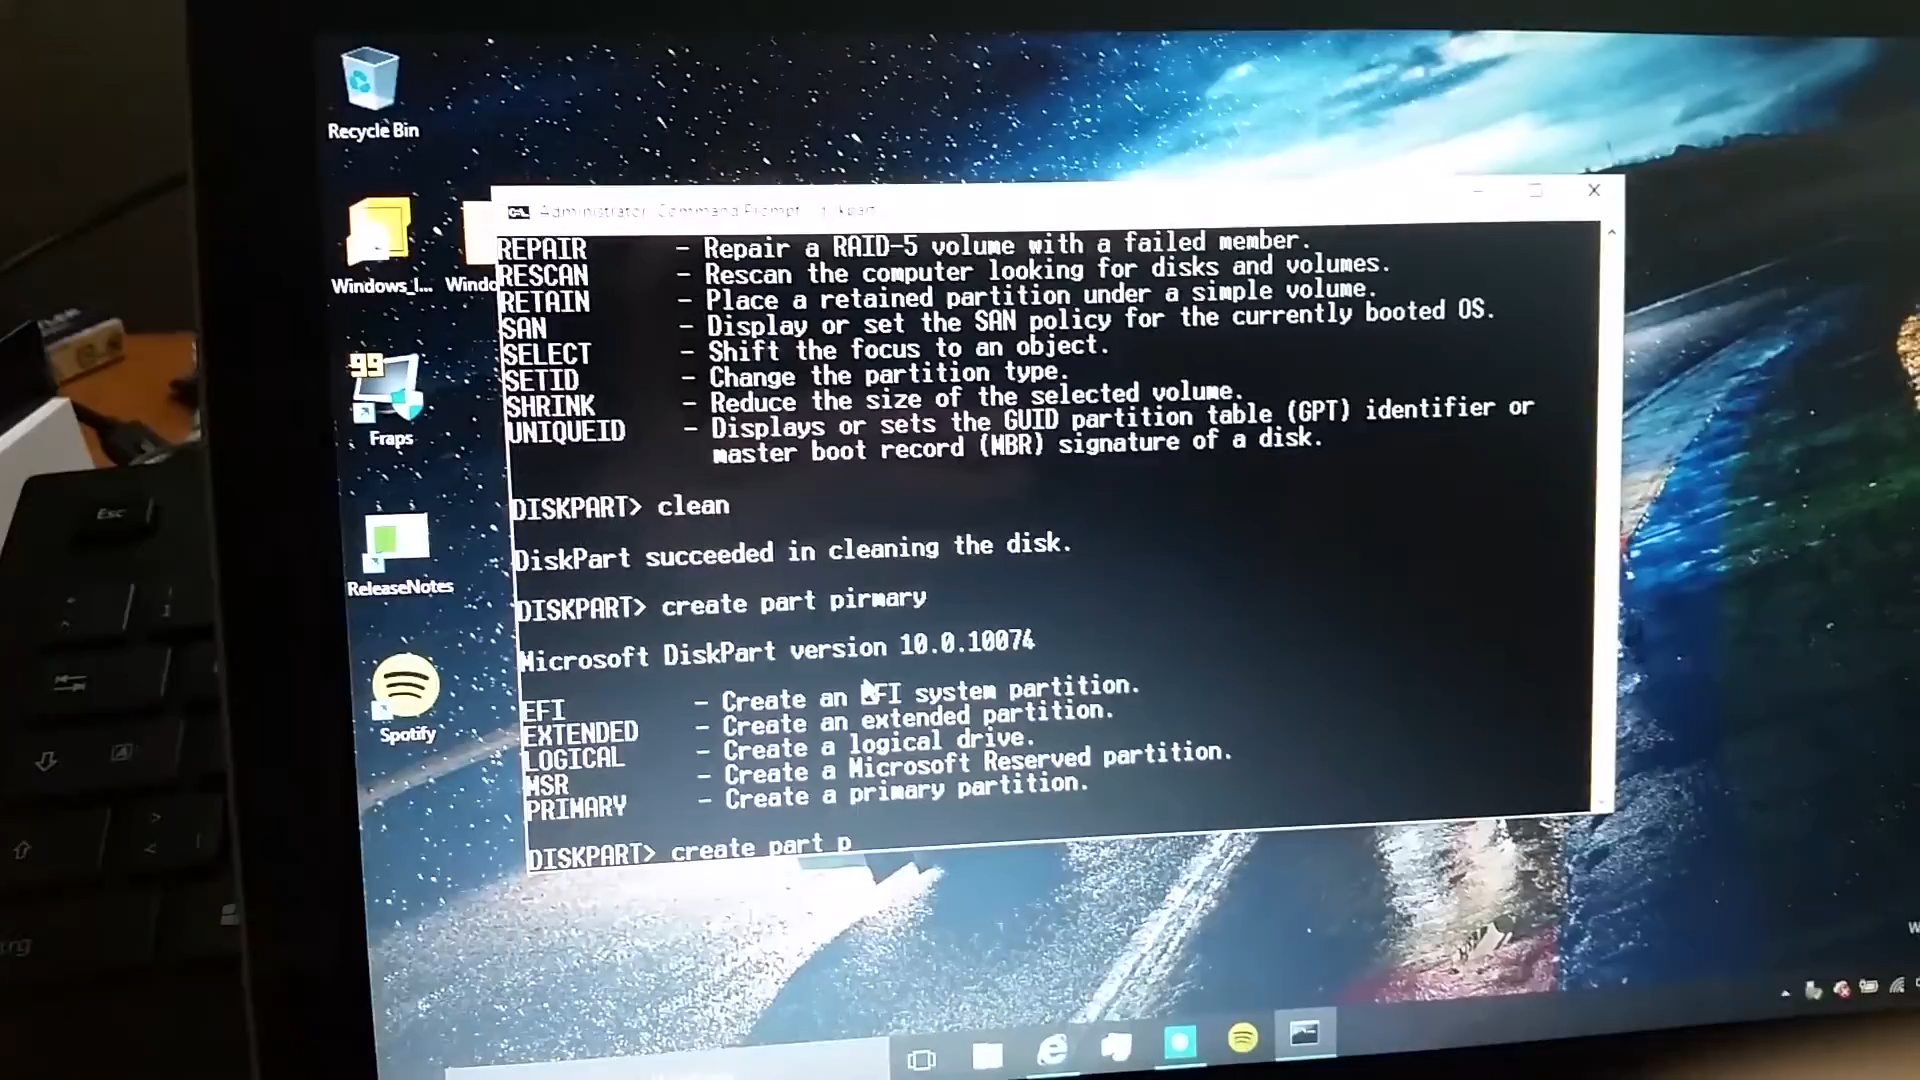 Recycle Bin
Windows_I...
Windo
Fraps
99
ReleaseNotes
Spotify
Administrator: Command Prompt - diskpart
REPAIR - Repair a RAID-5 volume with a failed member.
RESCAN - Rescan the computer looking for disks and volumes.
RETAIN - Place a retained partition under a simple volume.
SAN - Display or set the SAN policy for the currently booted OS.
SELECT - Shift the focus to an object.
SETID - Change the partition type.
SHRINK - Reduce the size of the selected volume.
UNIQUEID - Displays or sets the GUID partition table (GPT) identifier or
master boot record (MBR) signature of a disk.
DISKPART> clean
DiskPart succeeded in cleaning the disk.
DISKPART> create part pirmary
Microsoft DiskPart version 10.0.10074
EFI - Create an EFI system partition.
EXTENDED - Create an extended partition.
LOGICAL - Create a logical drive.
MSR - Create a Microsoft Reserved partition.
PRIMARY - Create a primary partition.
DISKPART> create part p
Esc